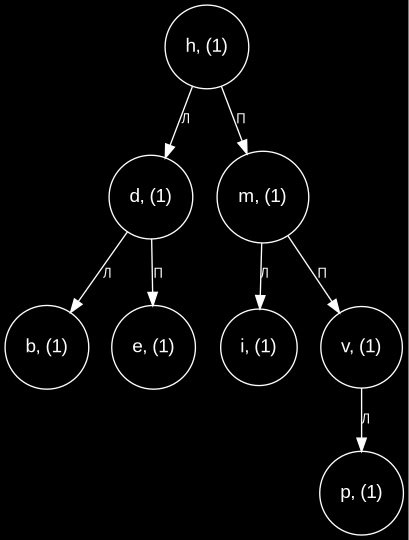 h, (1)
Л П
d, (1) m, (1)
Л П Л П
b, (1) e, (1) i, (1) v, (1)
Л
p, (1)